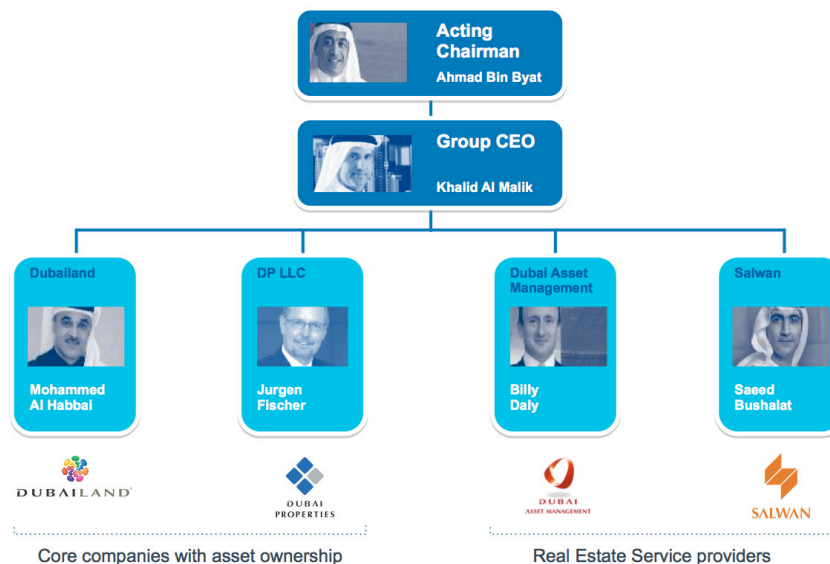 Acting
Chairman
Ahmad Bin Byat
Group CEO
Khalid Al Malik
Dubailand
Mohammed
Al Habbai
DP LLC
Jurgen
Fischer
Dubai Asset
Management
Billy
Daly
Salwan
Saeed
Bushalat
DUBAILAND
DUBAI
PROPERTIES
DUBAI
ASSET MANAGEMENT
SALWAN
Core companies with asset ownership
Real Estate Service providers